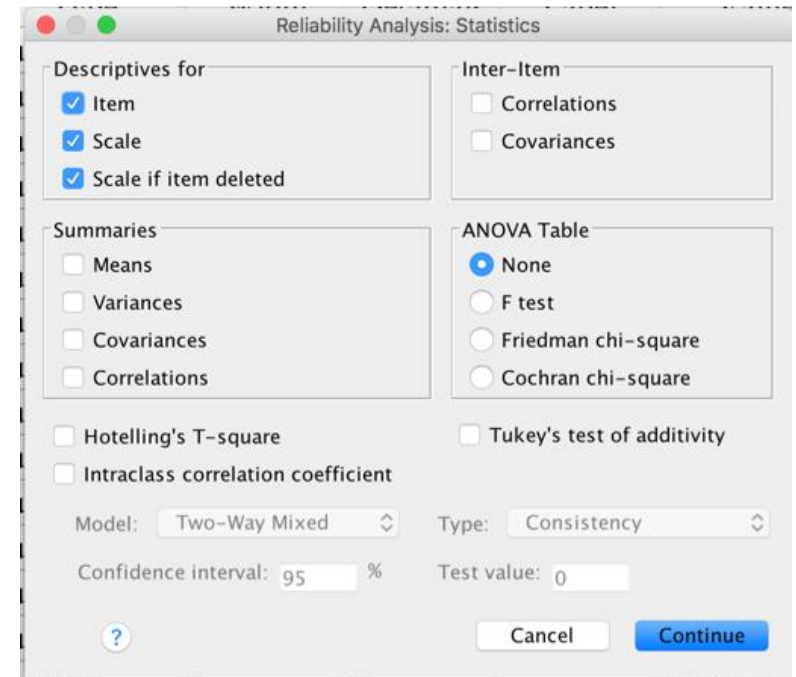 Reliability Analysis: Statistics
Descriptives for
Item
Scale
Scale if item deleted
Inter-Item
Correlations
Covariances
Summaries
Means
Variances
Covariances
Correlations
ANOVA Table
None
F test
Friedman chi-square
Cochran chi-square
Hotelling's T-square
Tukey's test of additivity
Intraclass correlation coefficient
Model: Two-Way Mixed Type: Consistency
Confidence interval: 95 % Test value: 0
? Cancel Continue